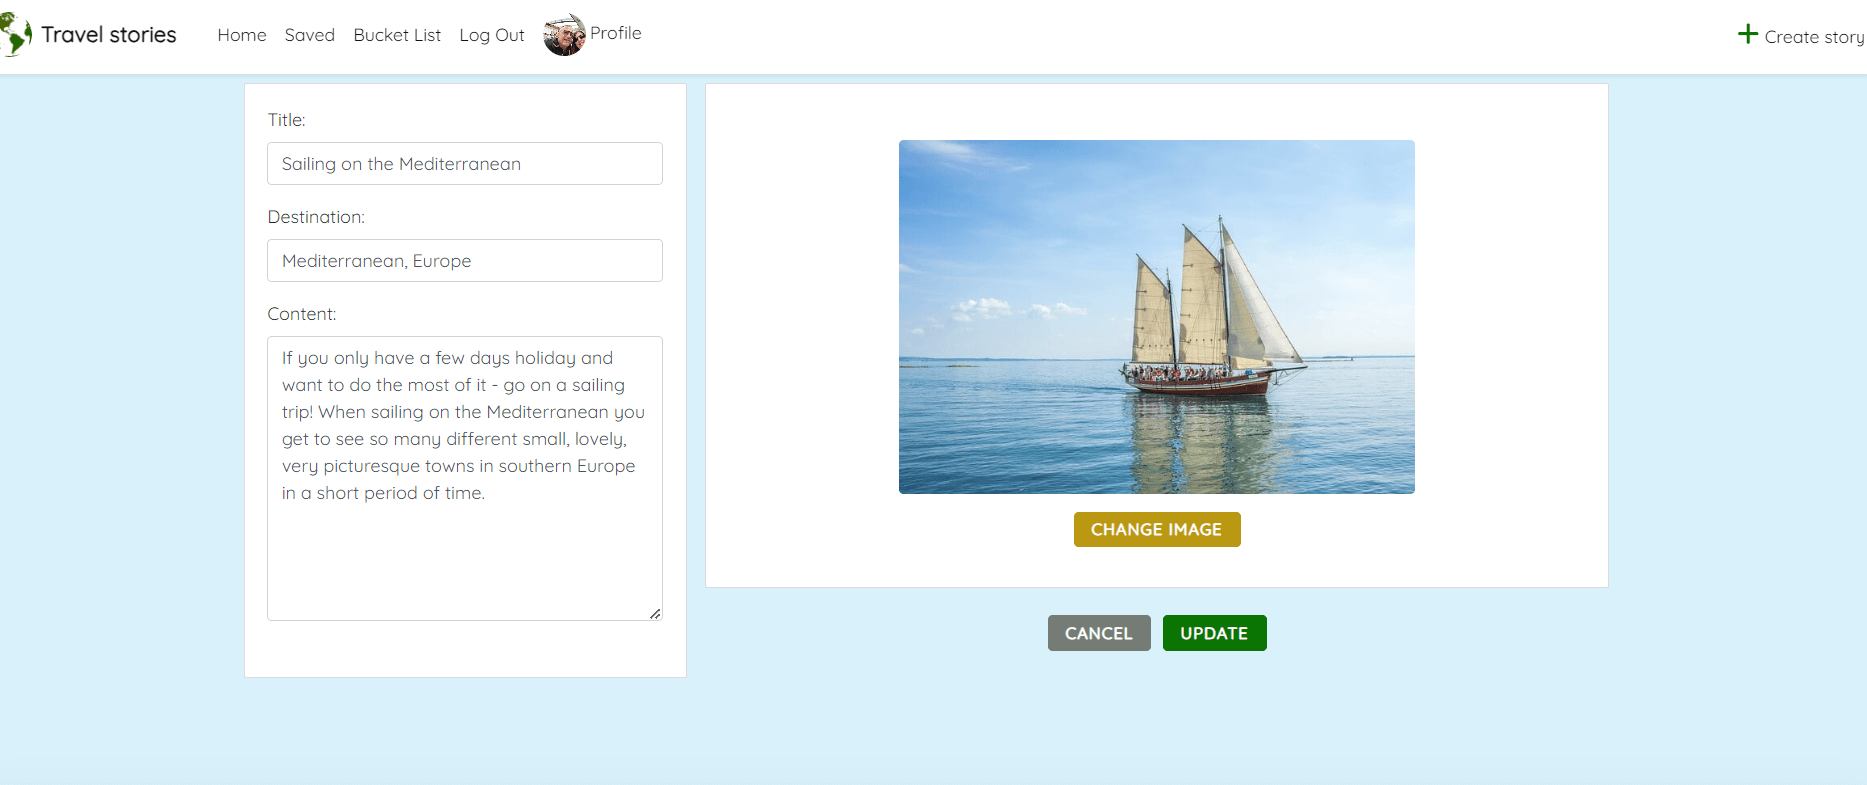 Travel stories
Home
Saved
Bucket List
Log Out
Profile
Create story
Title:
Sailing on the Mediterranean
Destination:
Mediterranean, Europe
Content:
If you only have a few days holiday and
want to do the most of it - go on a sailing
trip! When sailing on the Mediterranean you
get to see so many different small, lovely,
very picturesque towns in southern Europe
in a short period of time.
CHANGE IMAGE
CANCEL
UPDATE